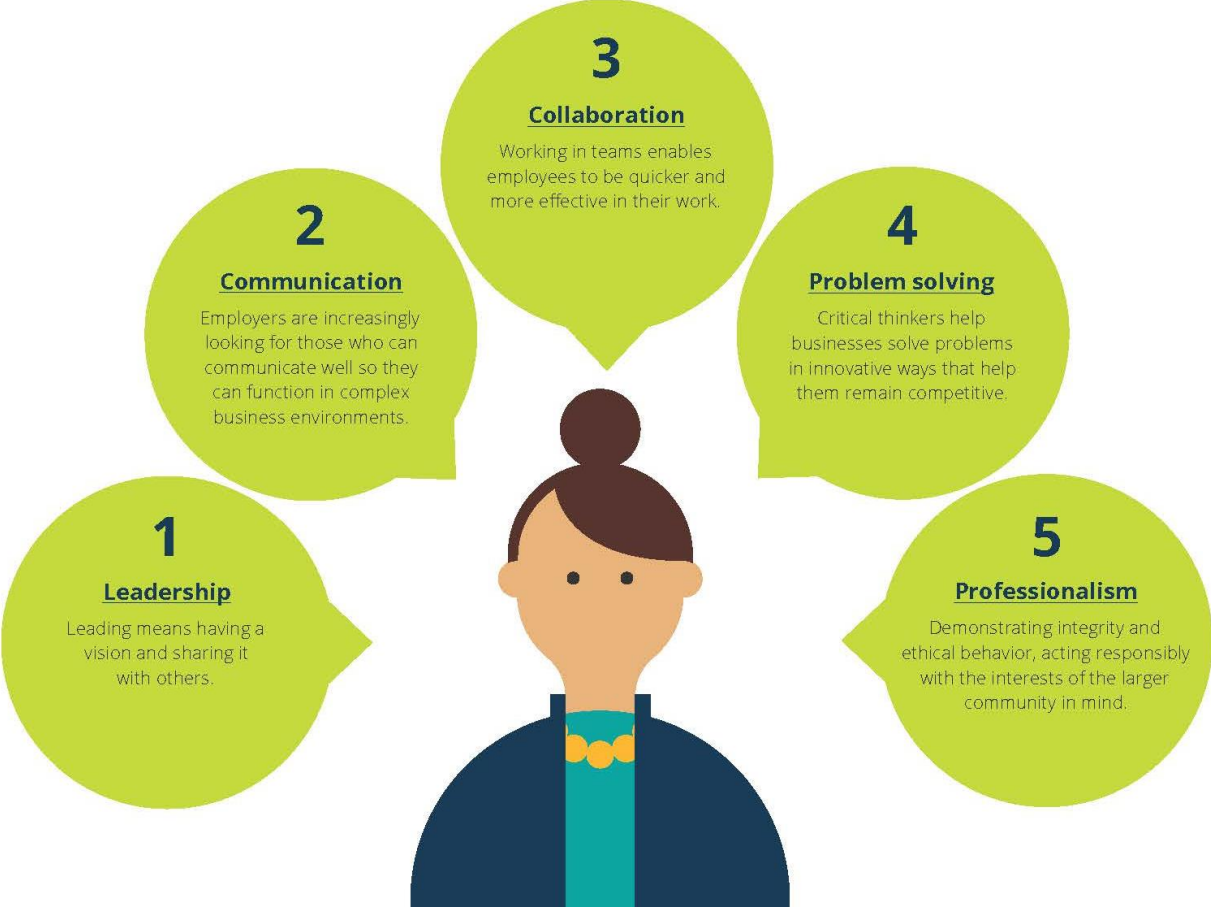 1
Leadership
Leading means having a
vision and sharing it
with others.
2
Communication
Employers are increasingly
looking for those who can
communicate well so they
can function in complex
business environments.
3
Collaboration
Working in teams enables
employees to be quicker and
more effective in their work.
4
Problem solving
Critical thinkers help
businesses solve problems
in innovative ways that help
them remain competitive.
5
Professionalism
Demonstrating integrity and
ethical behavior, acting responsibly
with the interests of the larger
community in mind.